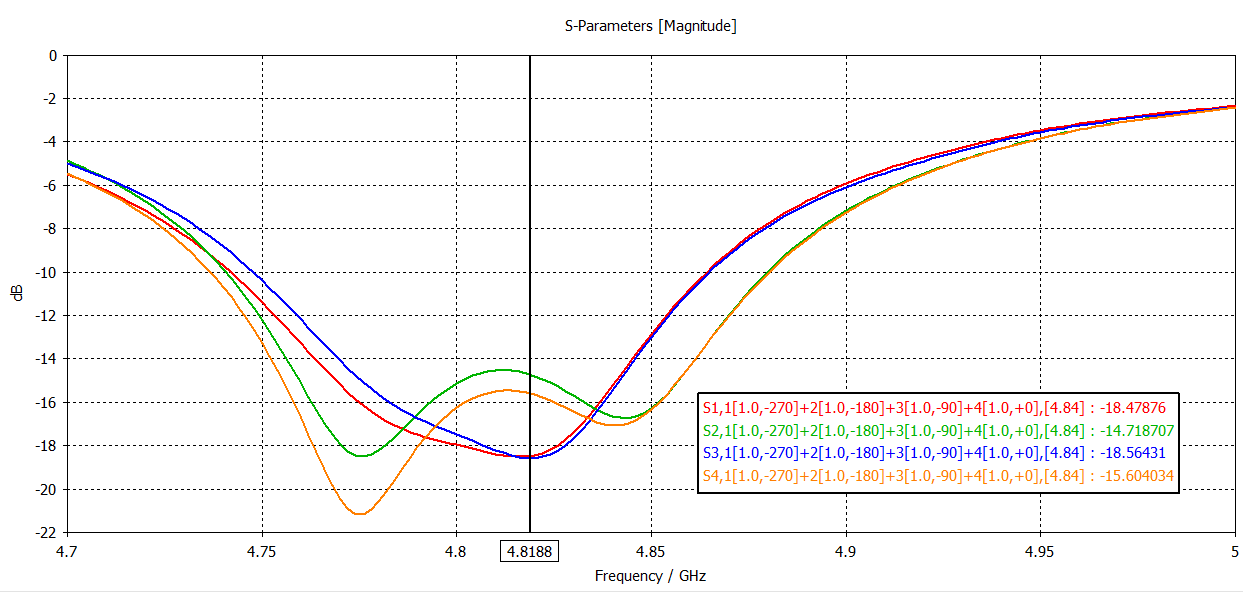 S-Parameters [Magnitude]
0
-2
-4
-6
-8
-10
-12
-14
-16
-18
-20
-22
dB
S1,1[1.0,-270]+2[1.0,-180]+3[1.0,-90]+4[1.0,+0],[4.84] : -18.47876
S2,1[1.0,-270]+2[1.0,-180]+3[1.0,-90]+4[1.0,+0],[4.84] : -14.718707
S3,1[1.0,-270]+2[1.0,-180]+3[1.0,-90]+4[1.0,+0],[4.84] : -18.56431
S4,1[1.0,-270]+2[1.0,-180]+3[1.0,-90]+4[1.0,+0],[4.84] : -15.604034
4.7 4.75 4.8 4.8188 4.85 4.9 4.95 5
Frequency / GHz